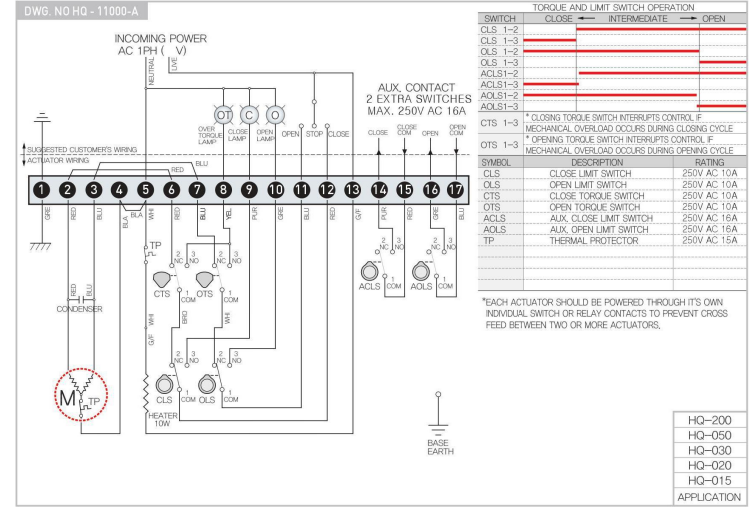 DWG. NO HQ - 11000-A
INCOMING POWER
AC 1PH ( V)
NEUTRAL
LIVE
OT
C
O
OVER TORQUE LAMP
CLOSE LAMP
OPEN LAMP
OPEN
STOP
CLOSE
AUX. CONTACT
2 EXTRA SWITCHES
MAX. 250V AC 16A
CLOSE
CLOSE COM
OPEN
OPEN COM
SUGGESTED CUSTOMER'S WIRING
ACTUATOR WIRING
BLU
RED
1 2 3 4 5 6 7 8 9 10 11 12 13 14 15 16 17
GRE
RED
BLU
BLA
BLA
WHI
RED
BLU
YEL
PUR
GRE
BLU
RED
G/F
PUR
RED
GRE
BLU
TP
2 NC
3 NO
2 NC
3 NO
CTS
1 COM
OTS
1 COM
2 NC
3 NO
2 NC
3 NO
ACLS
1 COM
AOLS
1 COM
RED
BLU
CONDENSER
WHI
BRO
WHI
G/F
2 NC
3 NO
2 NC
3 NO
CLS
1 COM
OLS
1 COM
M
TP
HEATER
10W
BASE
EARTH
TORQUE AND LIMIT SWITCH OPERATION
SWITCH CLOSE INTERMEDIATE OPEN
CLS 1-2
CLS 1-3
OLS 1-2
OLS 1-3
ACLS1-2
ACLS1-3
AOLS1-2
AOLS1-3
CTS 1-3 * CLOSING TORQUE SWITCH INTERRUPTS CONTROL IF
MECHANICAL OVERLOAD OCCURS DURING CLOSING CYCLE
OTS 1-3 * OPENING TORQUE SWITCH INTERRUPTS CONTROL IF
MECHANICAL OVERLOAD OCCURS DURING OPENING CYCLE
SYMBOL DESCRIPTION RATING
CLS CLOSE LIMIT SWITCH 250V AC 10A
OLS OPEN LIMIT SWITCH 250V AC 10A
CTS CLOSE TORQUE SWITCH 250V AC 10A
OTS OPEN TORQUE SWITCH 250V AC 10A
ACLS AUX. CLOSE LIMIT SWITCH 250V AC 16A
AOLS AUX. OPEN LIMIT SWITCH 250V AC 16A
TP THERMAL PROTECTOR 250V AC 15A
*EACH ACTUATOR SHOULD BE POWERED THROUGH IT'S OWN
INDIVIDUAL SWITCH OR RELAY CONTACTS TO PREVENT CROSS
FEED BETWEEN TWO OR MORE ACTUATORS,
HQ-200
HQ-050
HQ-030
HQ-020
HQ-015
APPLICATION